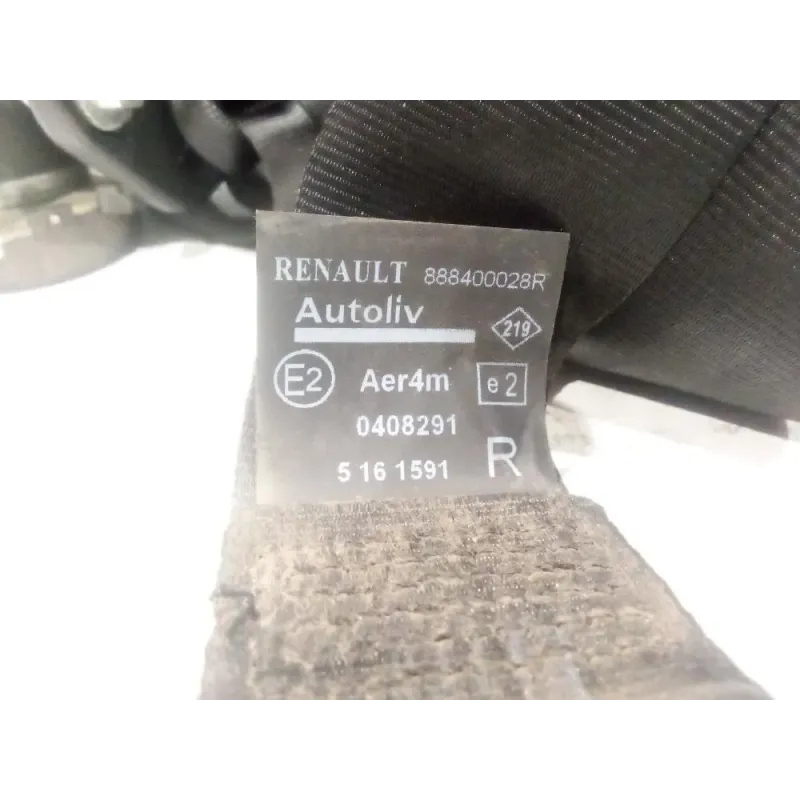 RENAULT 888400028R
Autoliv
219
E2 Aer4m e2
0408291
5 16 1591 R